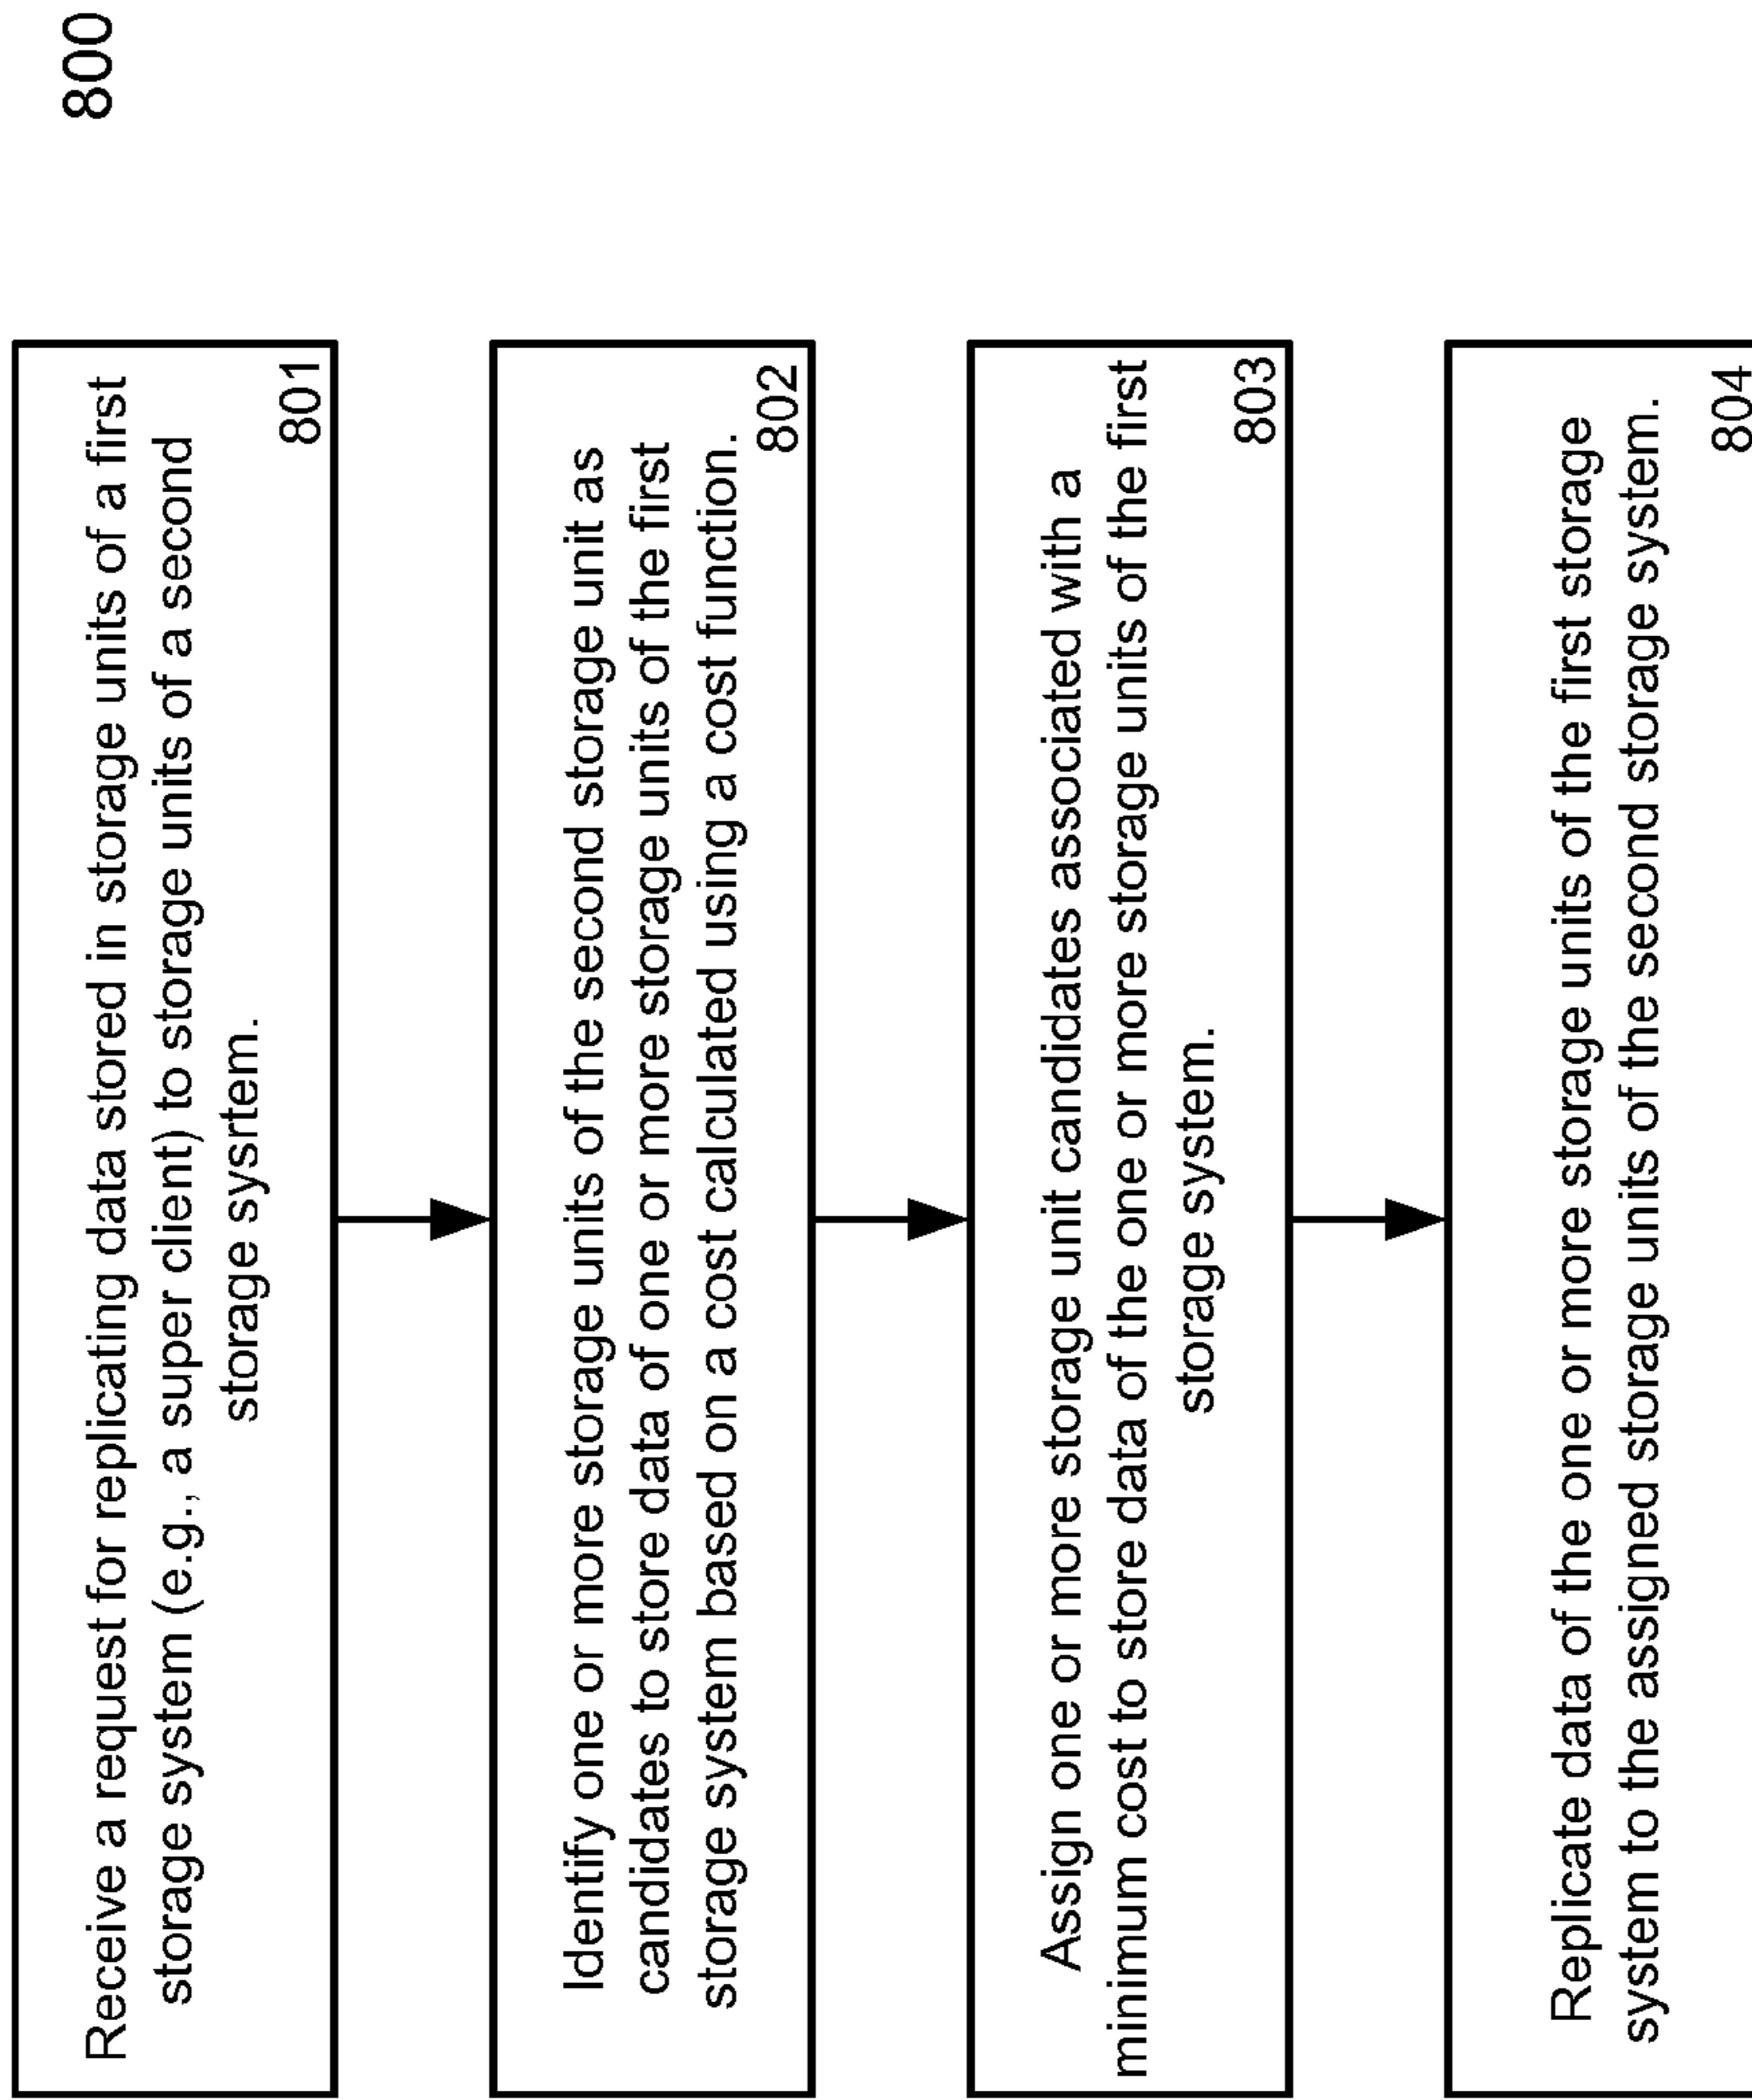 800
Receive a request for replicating data stored in storage units of a first
storage system (e.g., a super client) to storage units of a second
storage sysrtem.
801
Identify one or more storage units of the second storage unit as
candidates to store data of one or more storage units of the first
storage system based on a cost calculated using a cost function.
802
Assign one or more storage unit candidates associated with a
minimum cost to store data of the one or more storage units of the first
storage system.
803
Replicate data of the one or more storage units of the first storage
system to the assigned storage units of the second storage system.
804